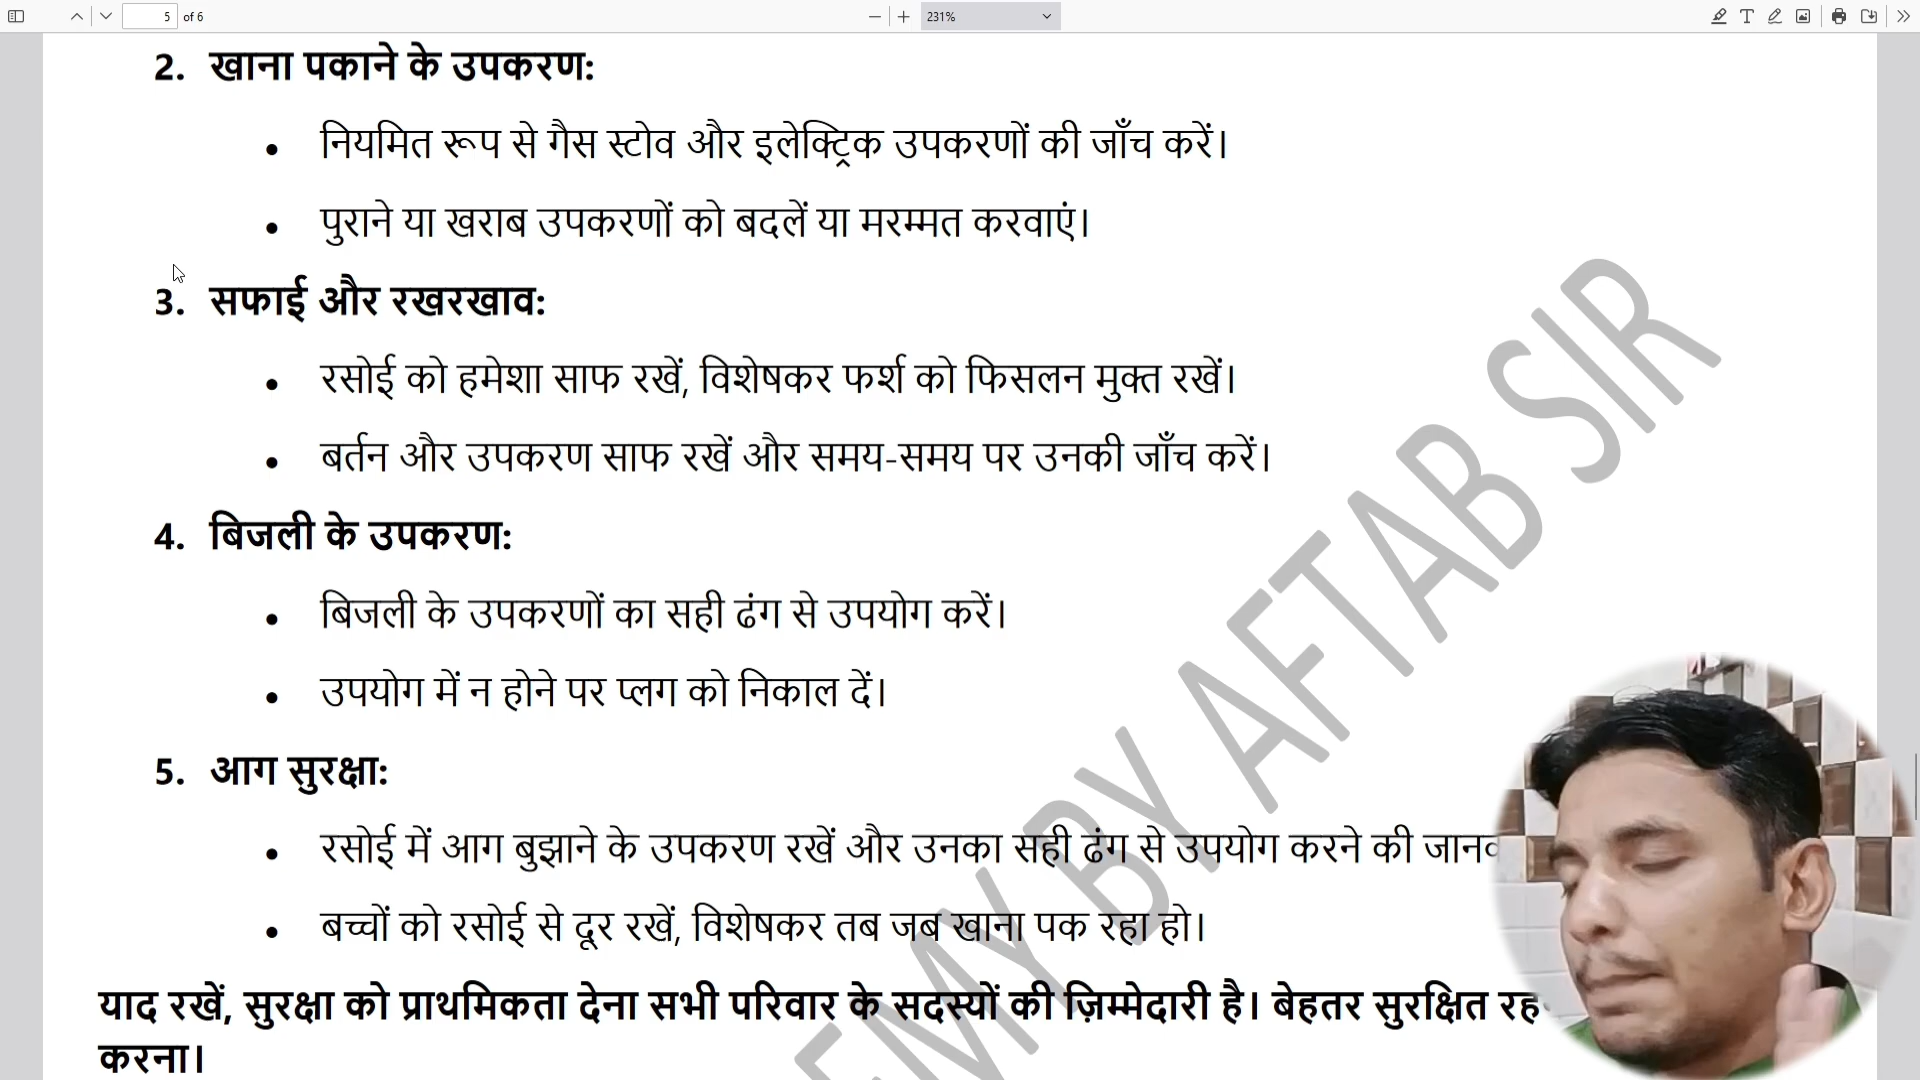 5 of 6
231%
2. खाना पकाने के उपकरण:
• नियमित रूप से गैस स्टोव और इलेक्ट्रिक उपकरणों की जाँच करें।
• पुराने या खराब उपकरणों को बदलें या मरम्मत करवाएं।
3. सफाई और रखरखाव:
• रसोई को हमेशा साफ रखें, विशेषकर फर्श को फिसलन मुक्त रखें।
• बर्तन और उपकरण साफ रखें और समय-समय पर उनकी जाँच करें।
4. बिजली के उपकरण:
• बिजली के उपकरणों का सही ढंग से उपयोग करें।
• उपयोग में न होने पर प्लग को निकाल दें।
5. आग सुरक्षा:
• रसोई में आग बुझाने के उपकरण रखें और उनका सही ढंग से उपयोग करने की
• बच्चों को रसोई से दूर रखें, विशेषकर तब जब खाना पक रहा हो।
याद रखें, सुरक्षा को प्राथमिकता देना सभी परिवार के सदस्यों की ज़िम्मेदारी है। बेहतर सुरक्षित
करना।
BY AFTAB SIR